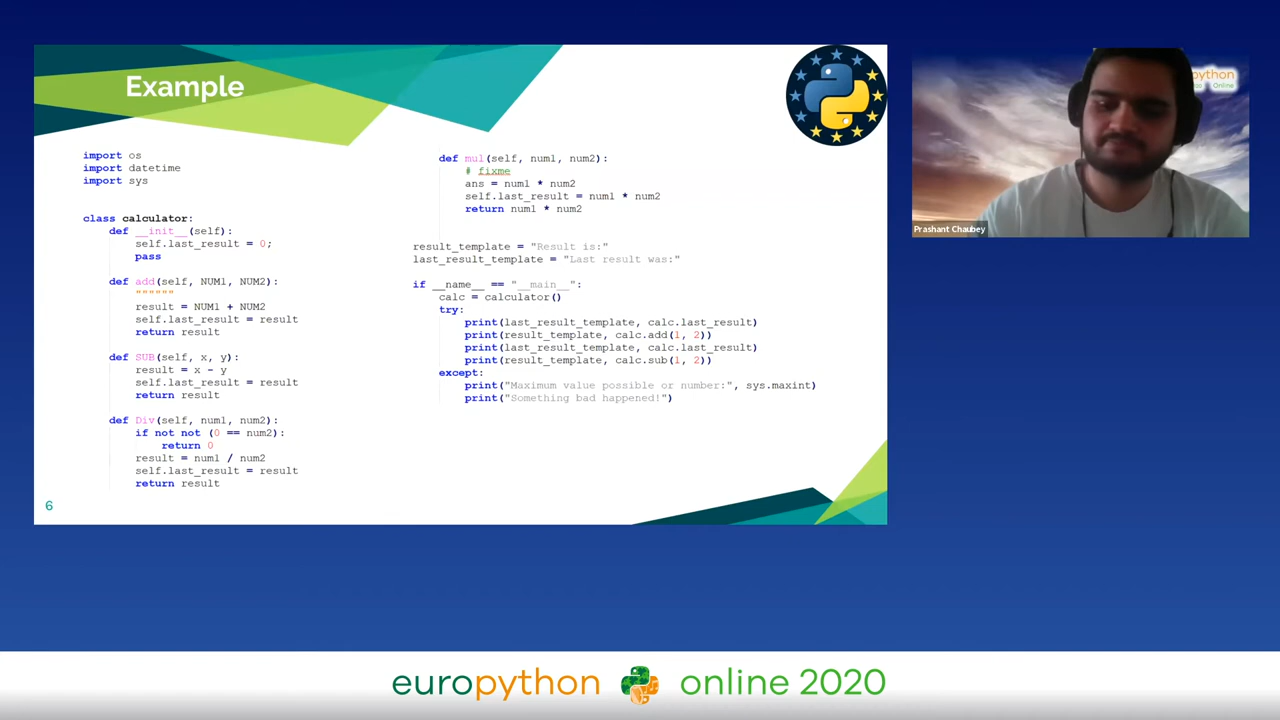 Example
import os
import datetime
import sys
class calculator:
def __init__(self):
self.last_result = 0;
pass
def add(self, NUM1, NUM2):
""""""
result = NUM1 + NUM2
self.last_result = result
return result
def SUB(self, x, y):
result = x - y
self.last_result = result
return result
def Div(self, num1, num2):
if not not (0 == num2):
return 0
result = num1 / num2
self.last_result = result
return result
def mul(self, num1, num2):
# fixme
ans = num1 * num2
self.last_result = num1 * num2
return num1 * num2
result_template = "Result is:"
last_result_template = "Last result was:"
if __name__ == "__main__":
calc = calculator()
try:
print(last_result_template, calc.last_result)
print(result_template, calc.add(1, 2))
print(last_result_template, calc.last_result)
print(result_template, calc.sub(1, 2))
except:
print("Maximum value possible or number:", sys.maxint)
print("Something bad happened!")
6
python
Online
Prashant Chaubey
europython online 2020